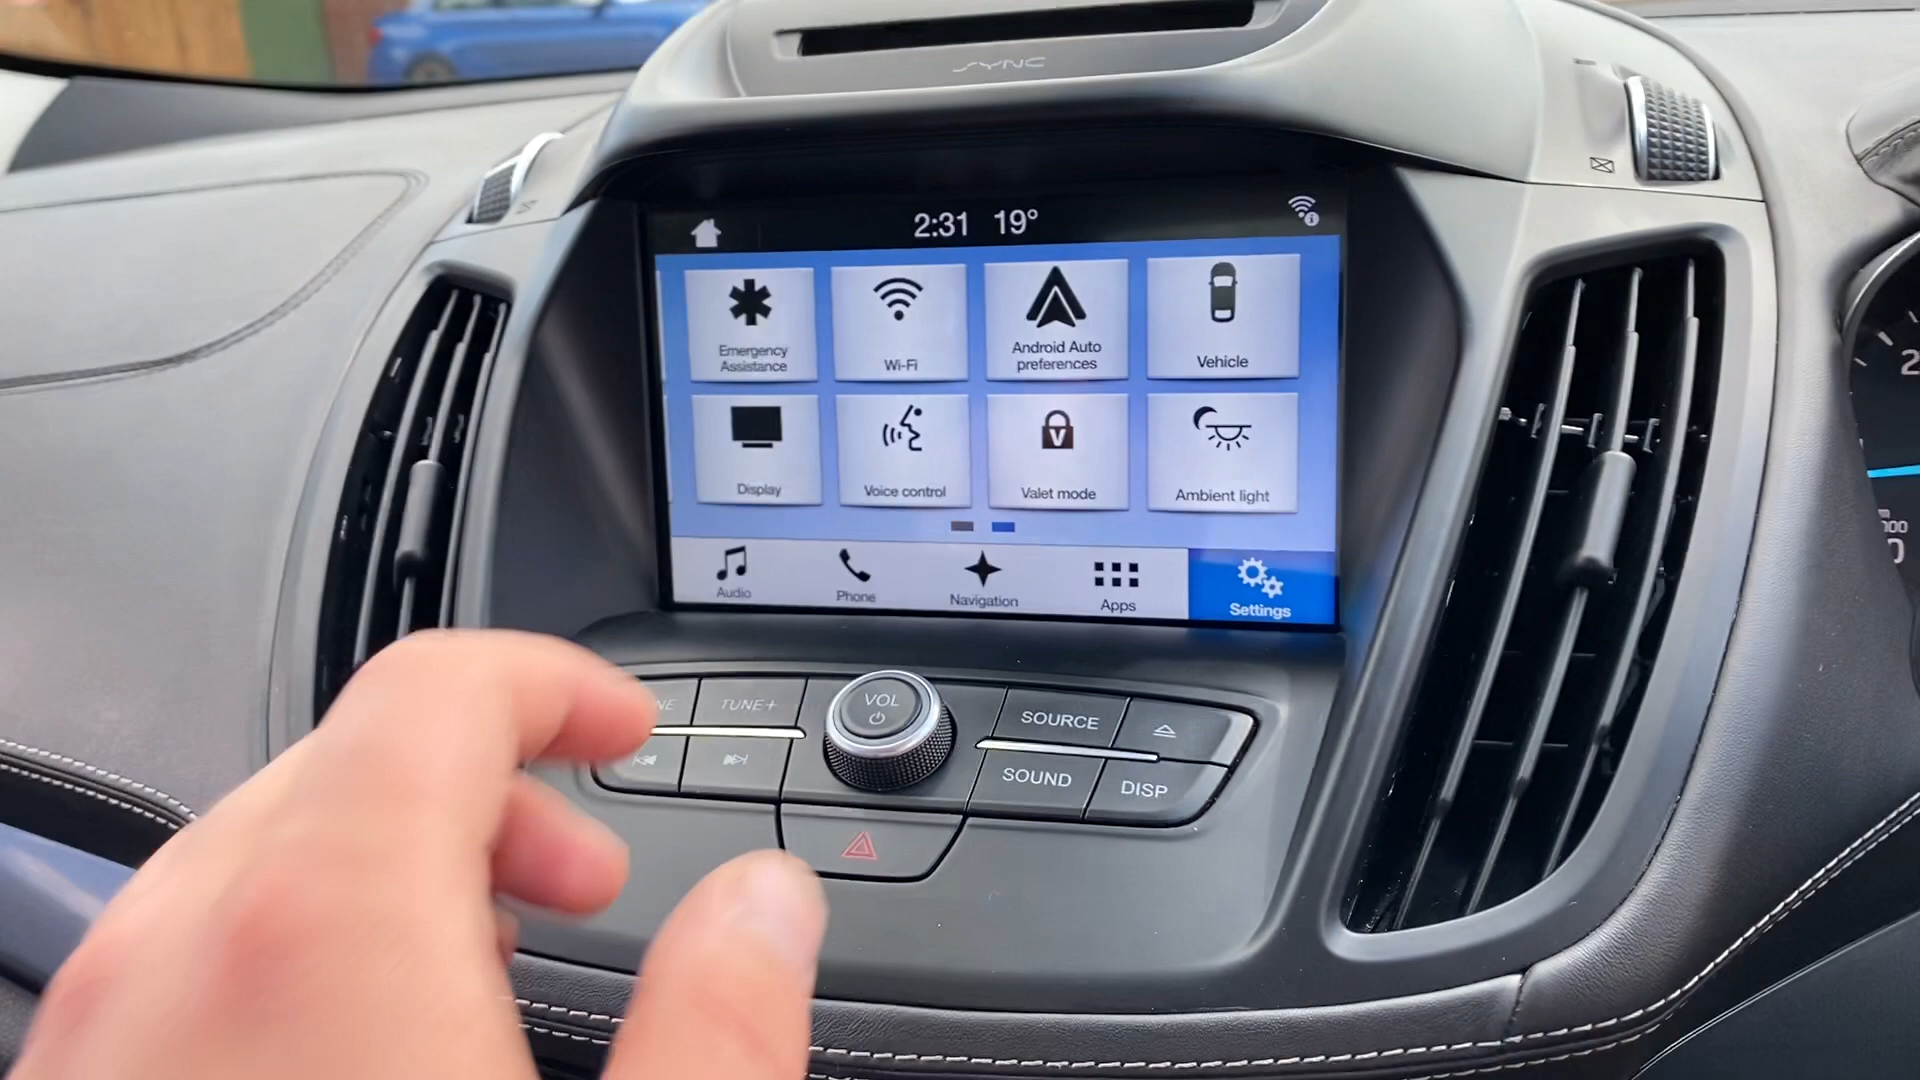 SYNC
2:31 19°
Emergency
Assistance
Wi-Fi
Android Auto
preferences
Vehicle
Display
Voice control
Valet mode
Ambient light
Audio
Phone
Navigation
Apps
Settings
TUNE+
VOL
SOURCE
SOUND
DISP